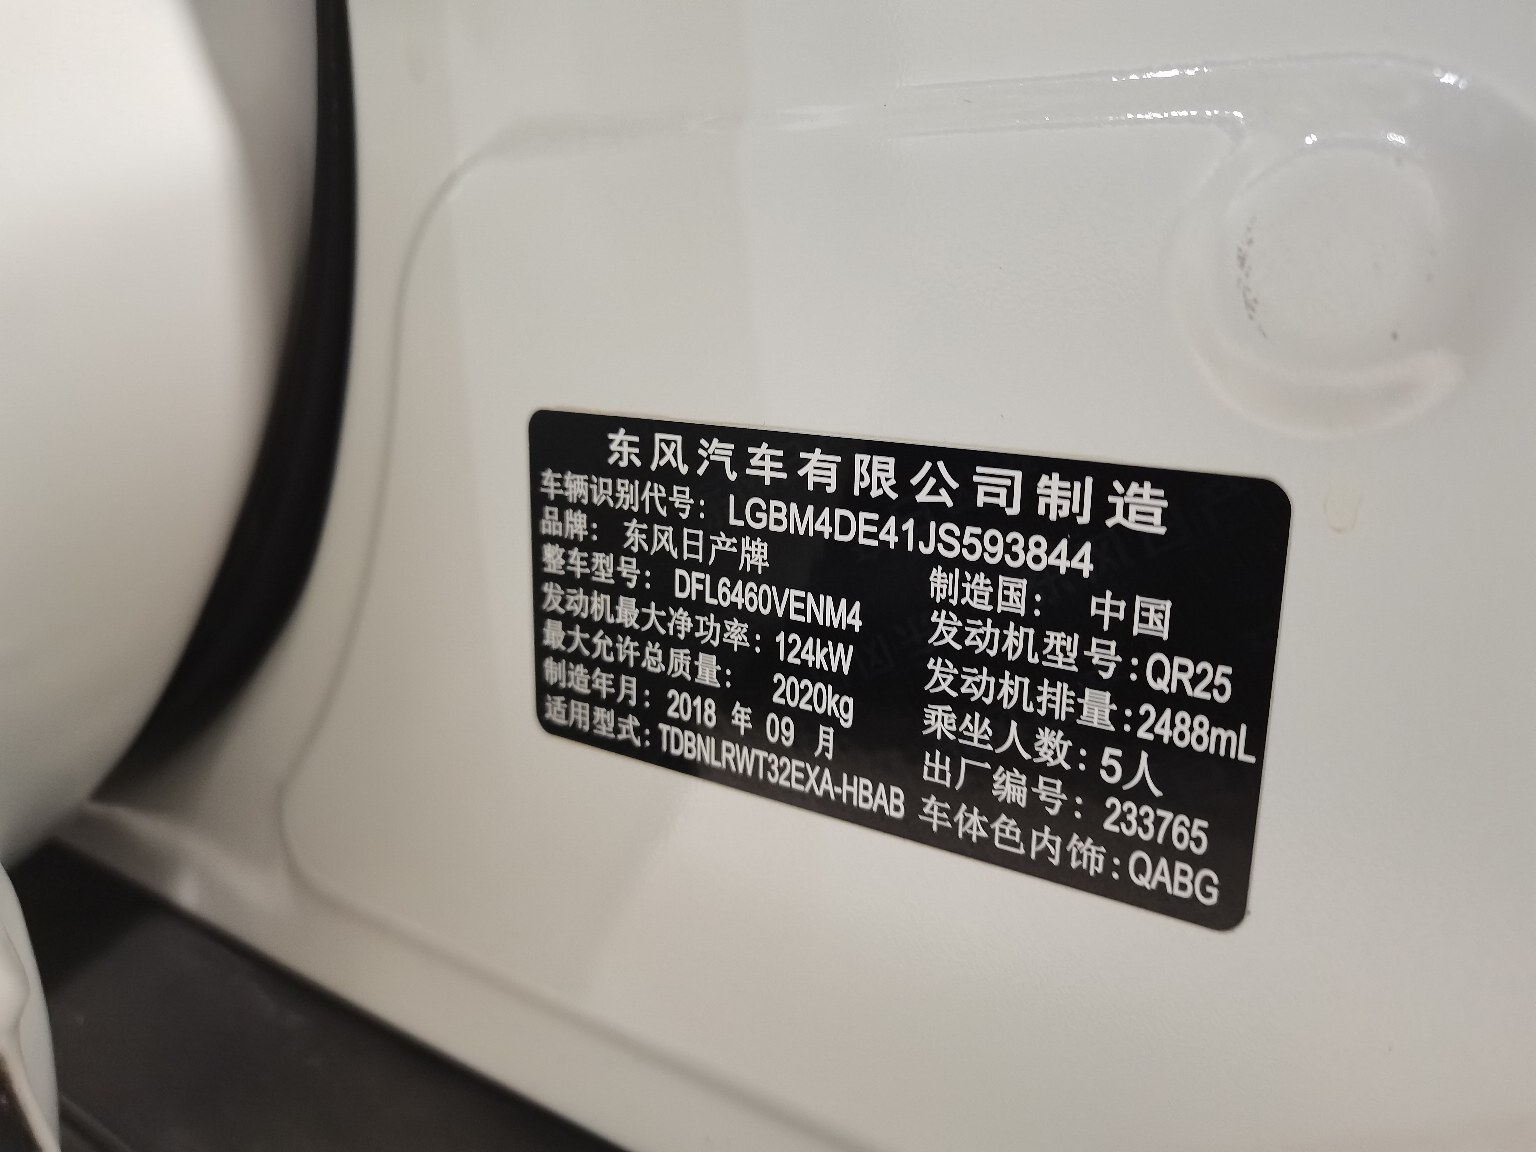 东风汽车有限公司制造
车辆识别代号: LGBM4DE41JS593844
品牌: 东风日产牌 制造国: 中国
整车型号: DFL6460VENM4 发动机型号: QR25
发动机最大净功率: 124kW 发动机排量: 2488mL
最大允许总质量: 2020kg 乘坐人数: 5人
制造年月: 2018 年 09 月 出厂编号: 233765
适用型式: TDBNLRWT32EXA-HBAB 车体色内饰: QABG